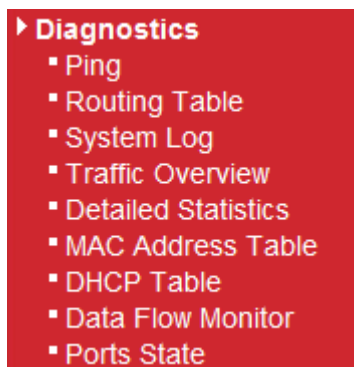 Diagnostics
Ping
Routing Table
System Log
Traffic Overview
Detailed Statistics
MAC Address Table
DHCP Table
Data Flow Monitor
Ports State